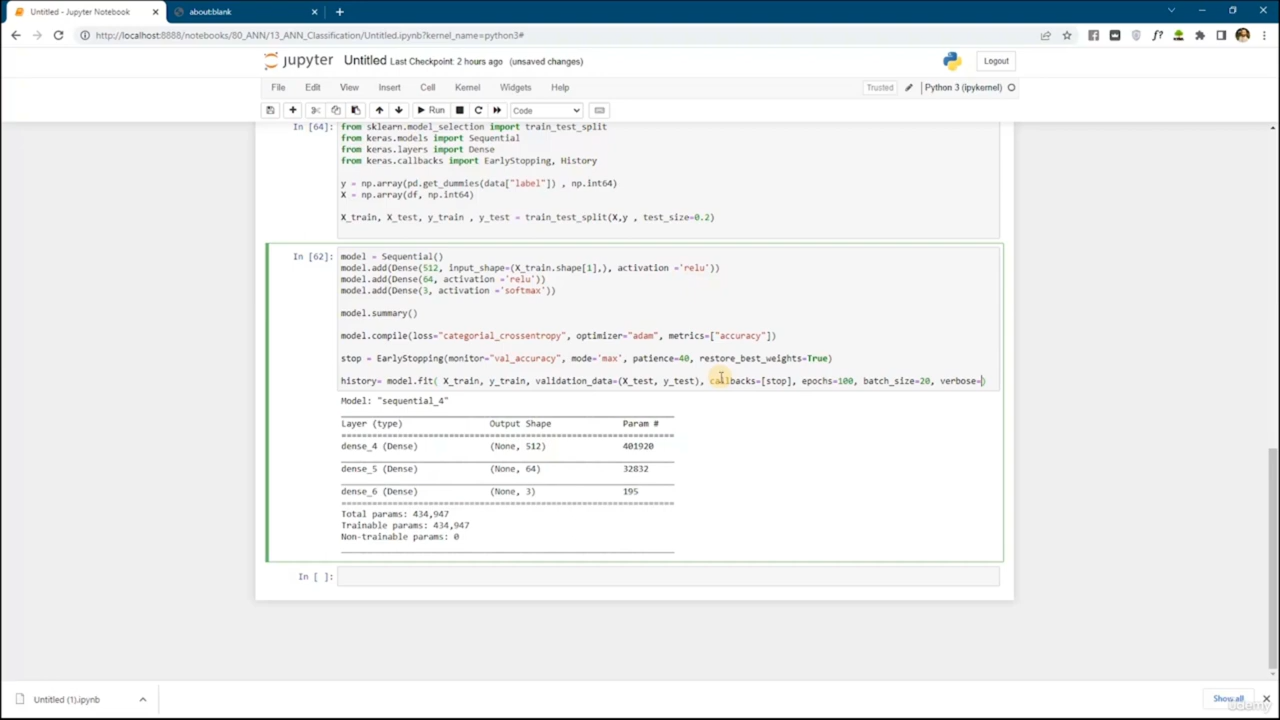 Untitled - Jupyter Notebook
about:blank
http://localhost:8888/notebooks/80_ANN/13_ANN_Classification/Untitled.ipynb?kernel_name=python3#
jupyter Untitled Last Checkpoint: 2 hours ago (unsaved changes) Logout
File Edit View Insert Cell Kernel Widgets Help Trusted Python 3 (ipykernel)
Run Code
In [64]: from sklearn.model_selection import train_test_split
from keras.models import Sequential
from keras.layers import Dense
from keras.callbacks import EarlyStopping, History
y = np.array(pd.get_dummies(data["label"]) , np.int64)
X = np.array(df, np.int64)
X_train, X_test, y_train , y_test = train_test_split(X,y , test_size=0.2)
In [62]: model = Sequential()
model.add(Dense(512, input_shape=(X_train.shape[1],), activation ='relu'))
model.add(Dense(64, activation ='relu'))
model.add(Dense(3, activation ='softmax'))
model.summary()
model.compile(loss="categorial_crossentropy", optimizer="adam", metrics=["accuracy"])
stop = EarlyStopping(monitor="val_accuracy", mode='max', patience=40, restore_best_weights=True)
history= model.fit( X_train, y_train, validation_data=(X_test, y_test), callbacks=[stop], epochs=100, batch_size=20, verbose=)
Model: "sequential_4"
Layer (type) Output Shape Param #
dense_4 (Dense) (None, 512) 401920
dense_5 (Dense) (None, 64) 32832
dense_6 (Dense) (None, 3) 195
Total params: 434,947
Trainable params: 434,947
Non-trainable params: 0
In [ ]:
Untitled (1).ipynb
Show all
udemy